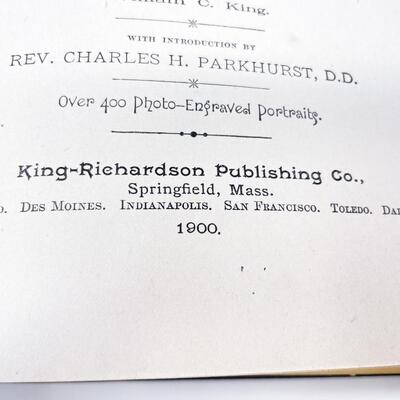 C. King.
WITH INTRODUCTION BY
REV. CHARLES H. PARKHURST, D.D.
Over 400 Photo-Engraved Portraits.
King-Richardson Publishing Co.,
Springfield, Mass.
Des Moines. Indianapolis. San Francisco. Toledo.
1900.